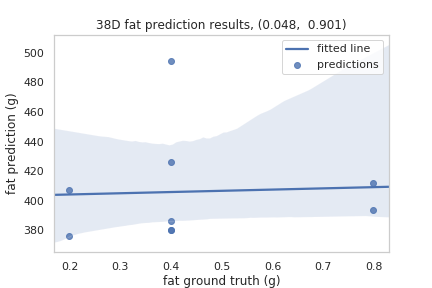 38D fat prediction results, (0.048,  0.901)
fitted line
predictions
fat prediction (g)
500
480
460
440
420
400
380
0.2 0.3 0.4 0.5 0.6 0.7 0.8
fat ground truth (g)